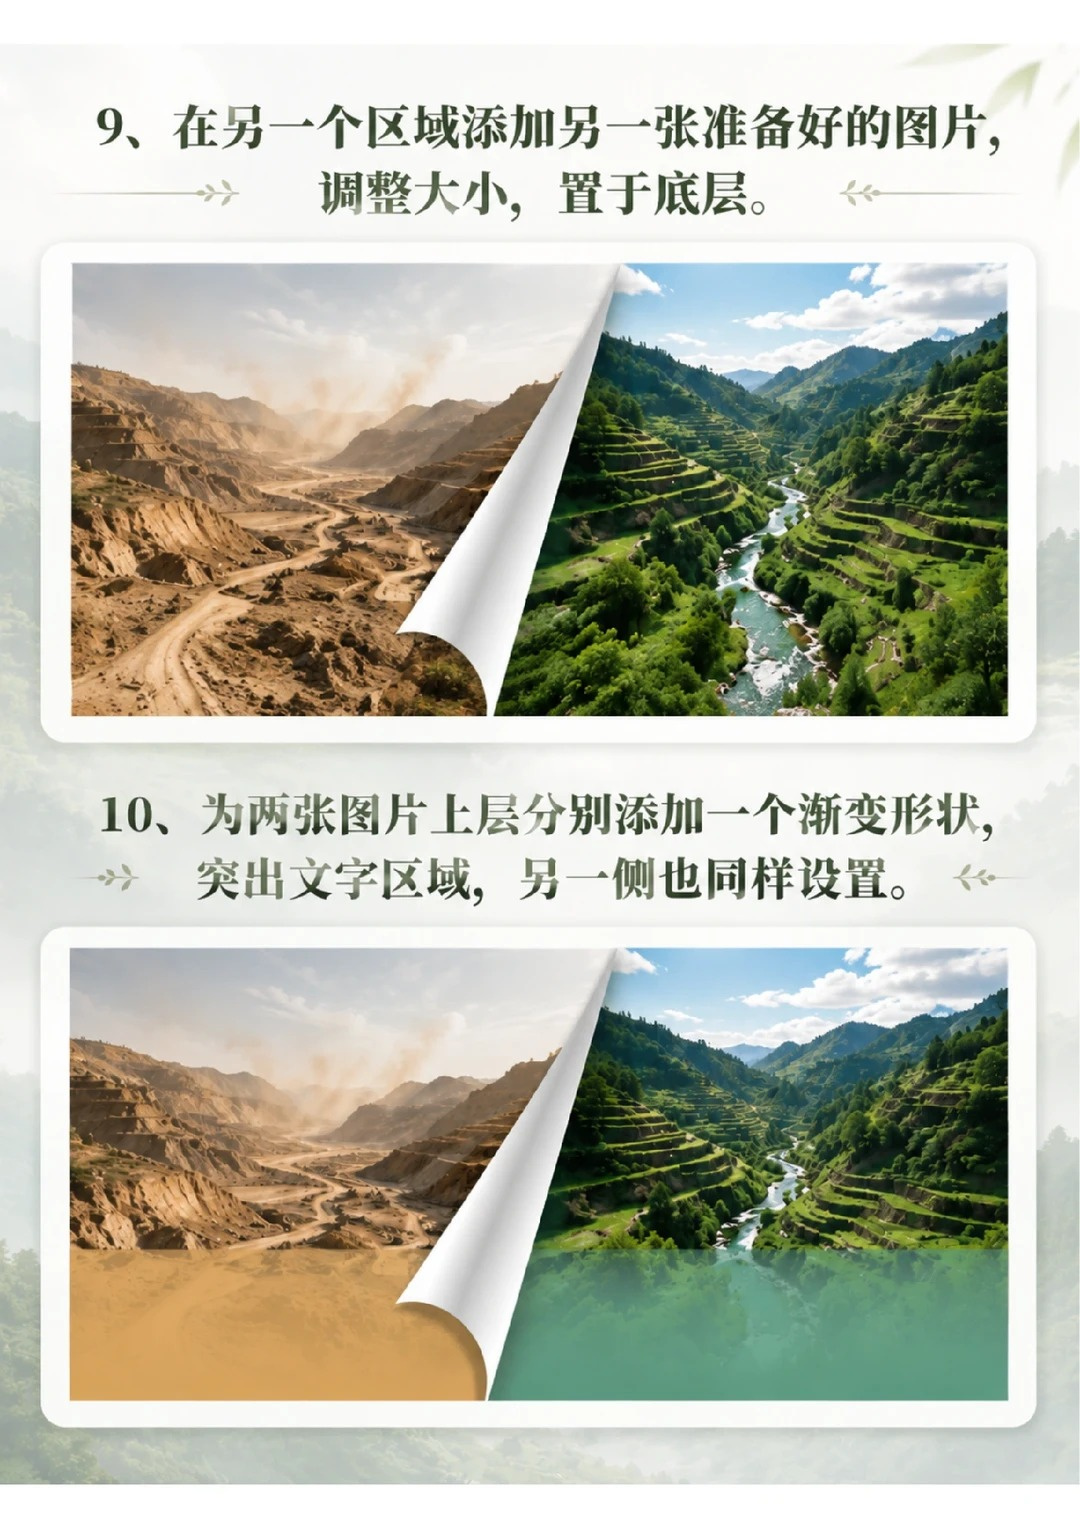 9、在另一个区域添加另一张准备好的图片，
调整大小，置于底层。
10、为两张图片上层分别添加一个渐变形状，
突出文字区域，另一侧也同样设置。